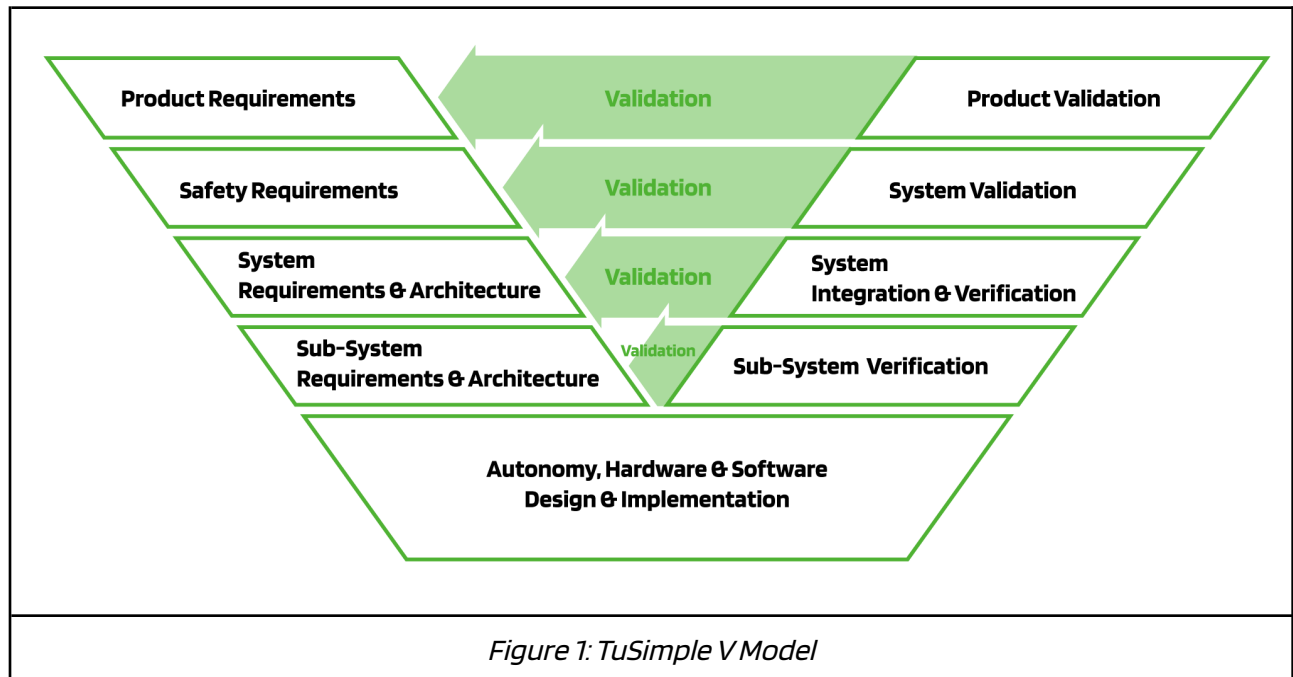 Product Requirements
Validation
Product Validation
Safety Requirements
Validation
System Validation
System
Requirements & Architecture
Validation
System
Integration & Verification
Sub-System
Requirements & Architecture
Validation
Sub-System Verification
Autonomy, Hardware & Software
Design & Implementation
Figure 1: TuSimple V Model